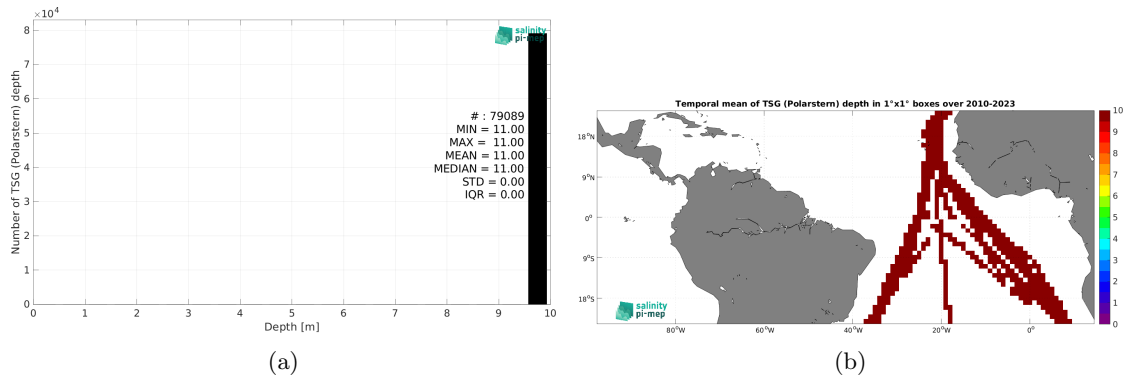 × 10⁴
8
7
6
5
4
3
2
1
0
Number of TSG (Polarstern) depth
salinity
pi-mep
# : 79089
MIN = 11.00
MAX = 11.00
MEAN = 11.00
MEDIAN = 11.00
STD = 0.00
IQR = 0.00
0 1 2 3 4 5 6 7 8 9 10
Depth [m]
(a)
Temporal mean of TSG (Polarstern) depth in 1°x1° boxes over 2010-2023
18°N
9°N
0°
9°S
18°S
salinity
pi-mep
80°W 60°W 40°W 20°W 0°
10
9
8
7
6
5
4
3
2
1
0
(b)